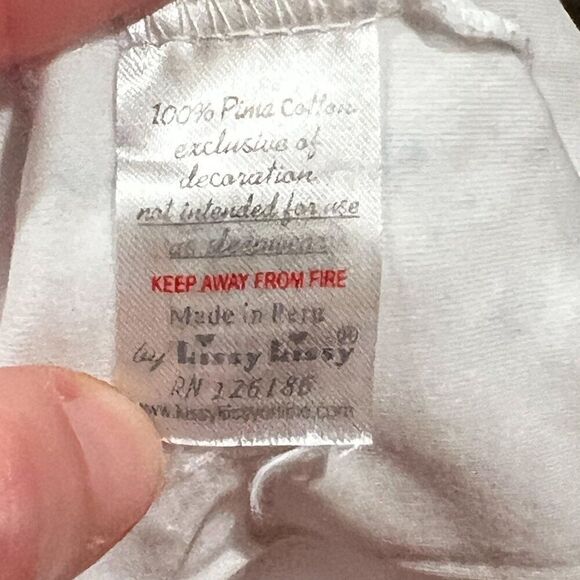 100% Pima Cotton
exclusive of
decoration
not intended for use
as sleepwear
KEEP AWAY FROM FIRE
Made in Peru
by kissy kissy®
RN